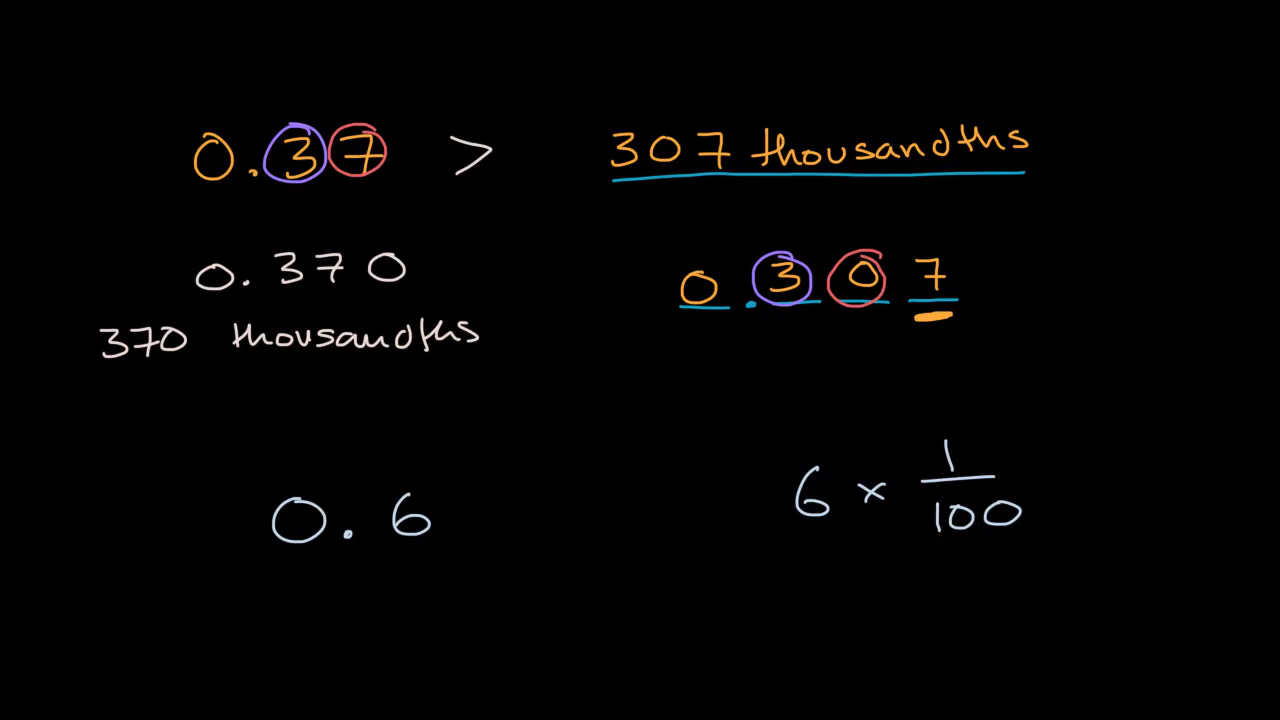 0.37 > 307 thousandths
0.370
0.307
370 thousandths
0.6
6 × 1/100